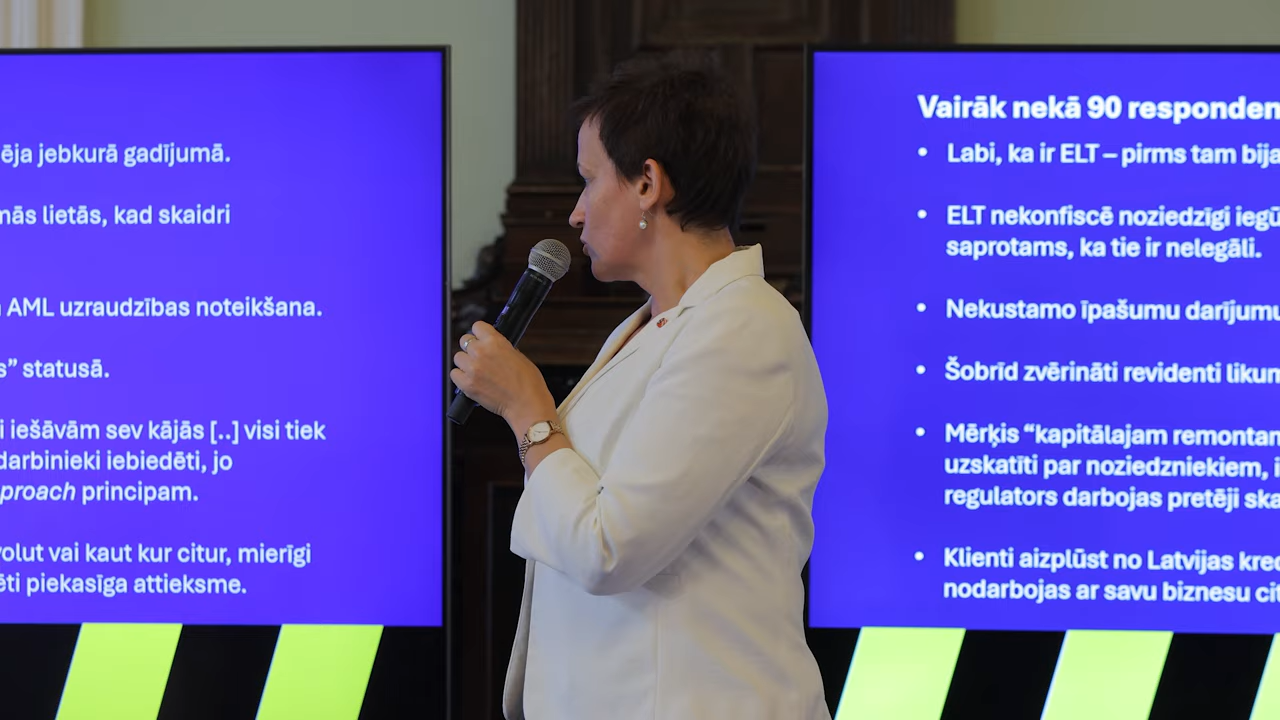 ēja jebkurā gadījumā.
mās lietās, kad skaidri
AML uzraudzības noteikšana.
s” statusā.
i iešāvām sev kājās [..] visi tiek
darbinieki iebiedēti, jo
proach principam.
volut vai kaut kur citur, mierīgi
ēti piekasīga attieksme.
Vairāk nekā 90 responden
• Labi, ka ir ELT – pirms tam bija
• ELT nekonfiscē noziedzīgi iegū
saprotams, ka tie ir nelegāli.
• Nekustamo īpašumu darījumu
• Šobrīd zvērināti revidenti likum
• Mērķis “kapitālajam remontam
uzskatīti par noziedzniekiem, i
regulators darbojas pretēji ska
• Klienti aizplūst no Latvijas kred
nodarbojas ar savu biznesu cit